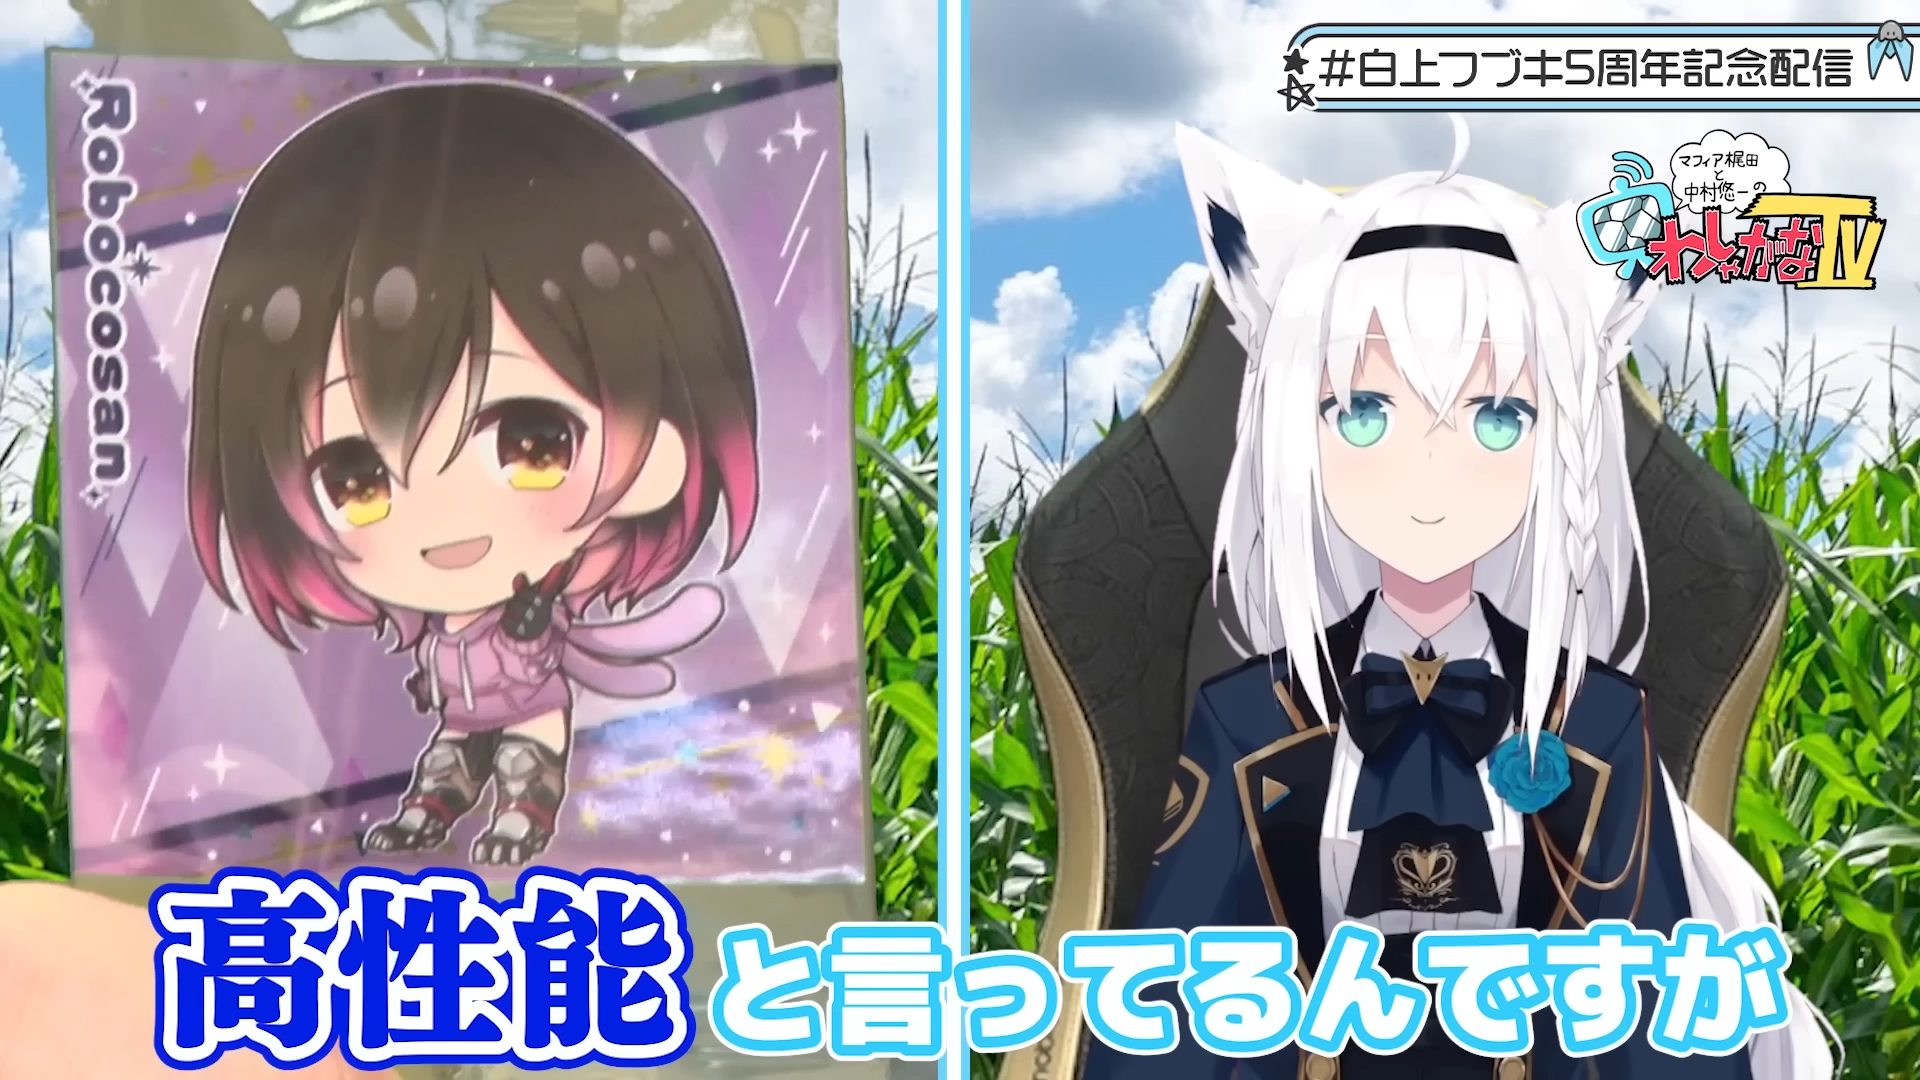 Robocosan
#白上フブキ5周年記念配信
マフィア梶田
と
中村悠一の
わしゃがなTV
高性能と言ってるんですが